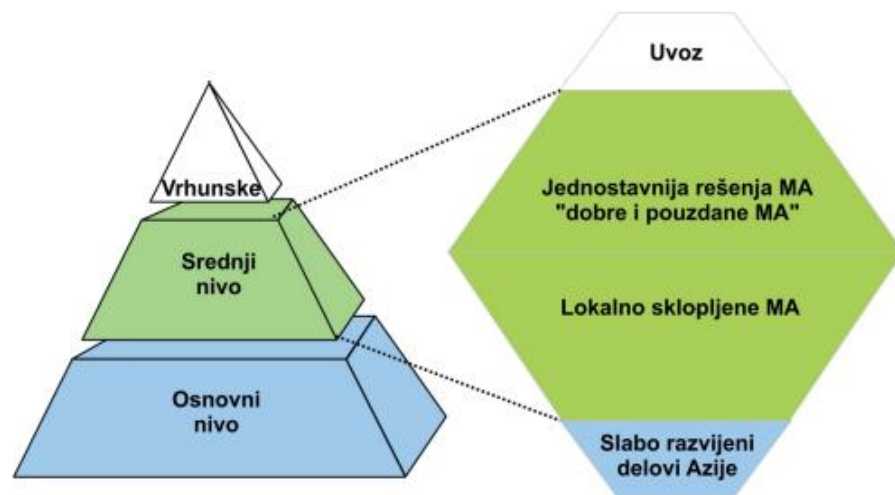 Vrhunske
Srednji
nivo
Osnovni
nivo
Uvoz
Jednostavnija rešenja MA
"dobre i pouzdane MA"
Lokalno sklopljene MA
Slabo razvijeni
delovi Azije